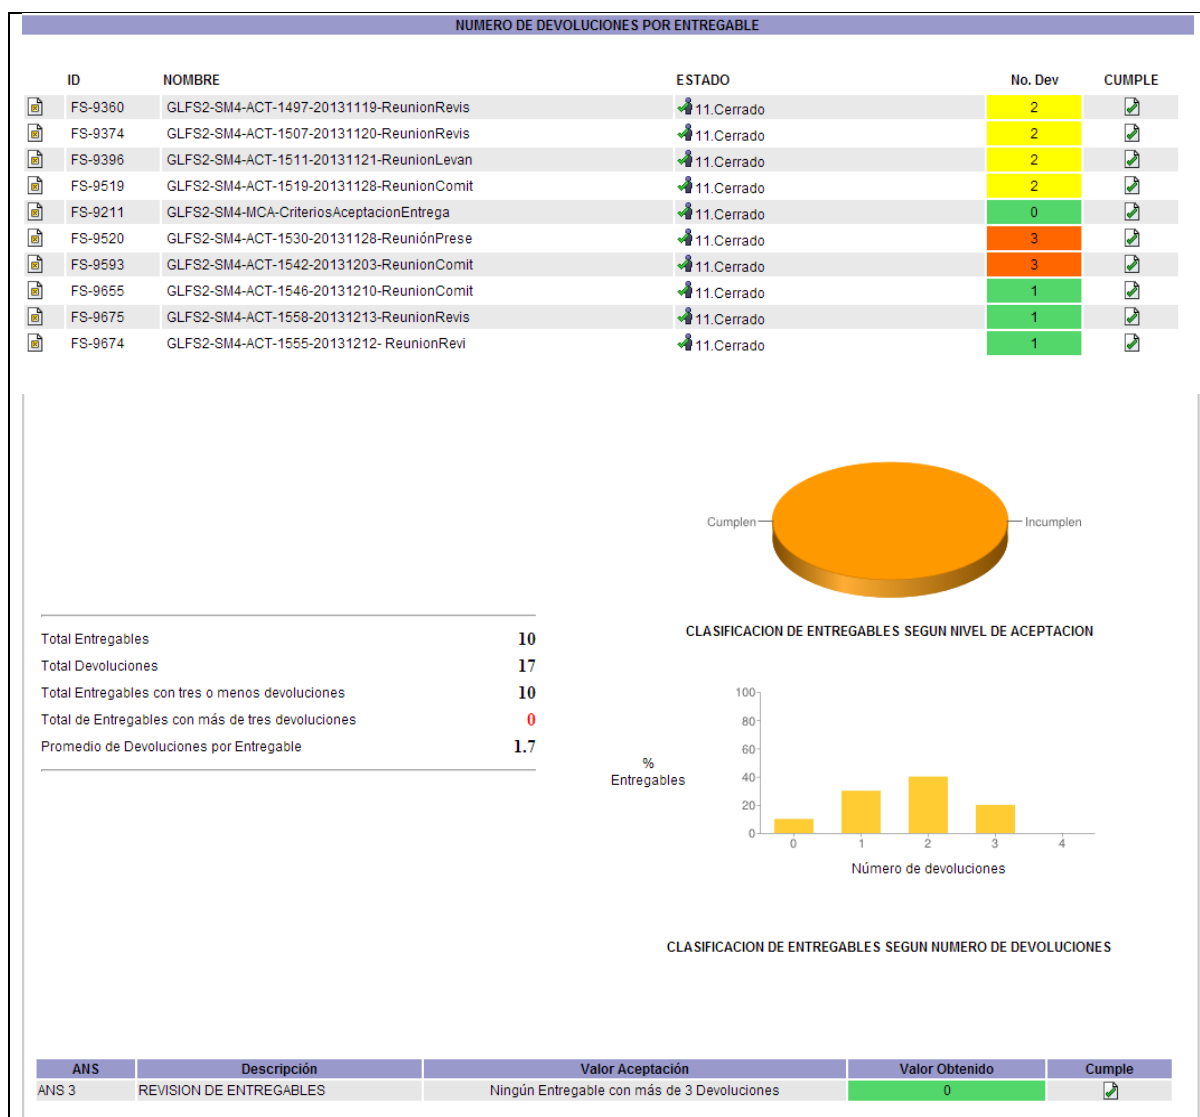 NUMERO DE DEVOLUCIONES POR ENTREGABLE
ID NOMBRE ESTADO No. Dev CUMPLE
FS-9360 GLFS2-SM4-ACT-1497-20131119-ReunionRevis 11.Cerrado 2
FS-9374 GLFS2-SM4-ACT-1507-20131120-ReunionRevis 11.Cerrado 2
FS-9396 GLFS2-SM4-ACT-1511-20131121-ReunionLevan 11.Cerrado 2
FS-9519 GLFS2-SM4-ACT-1519-20131128-ReunionComit 11.Cerrado 2
FS-9211 GLFS2-SM4-MCA-CriteriosAceptacionEntrega 11.Cerrado 0
FS-9520 GLFS2-SM4-ACT-1530-20131128-ReuniónPrese 11.Cerrado 3
FS-9593 GLFS2-SM4-ACT-1542-20131203-ReunionComit 11.Cerrado 3
FS-9655 GLFS2-SM4-ACT-1546-20131210-ReunionComit 11.Cerrado 1
FS-9675 GLFS2-SM4-ACT-1558-20131213-ReunionRevis 11.Cerrado 1
FS-9674 GLFS2-SM4-ACT-1555-20131212- ReunionRevi 11.Cerrado 1
Cumplen Incumplen
CLASIFICACION DE ENTREGABLES SEGUN NIVEL DE ACEPTACION
Total Entregables 10
Total Devoluciones 17
Total Entregables con tres o menos devoluciones 10
Total de Entregables con más de tres devoluciones 0
Promedio de Devoluciones por Entregable 1.7
%
Entregables
100
80
60
40
20
0
0 1 2 3 4
Número de devoluciones
CLASIFICACION DE ENTREGABLES SEGUN NUMERO DE DEVOLUCIONES
ANS Descripción Valor Aceptación Valor Obtenido Cumple
ANS 3 REVISION DE ENTREGABLES Ningún Entregable con más de 3 Devoluciones 0